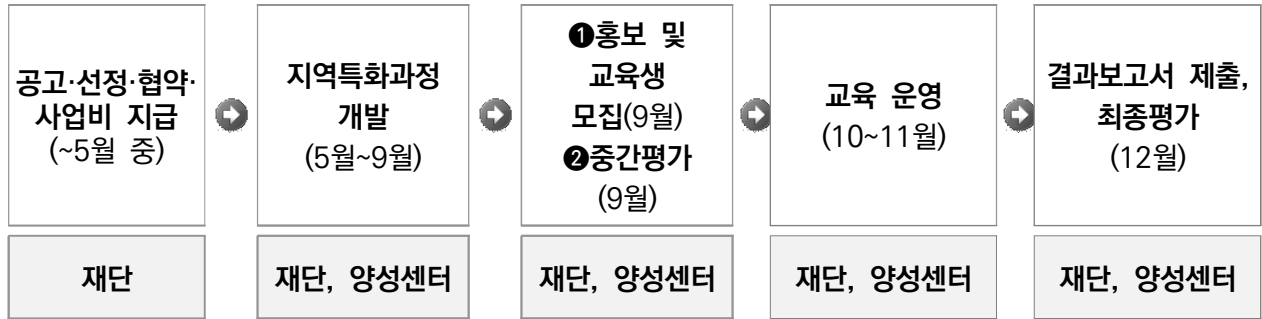 공고·선정·협약·
사업비 지급
(~5월 중)
지역특화과정
개발
(5월~9월)
❶홍보 및
교육생
모집(9월)
❷중간평가
(9월)
교육 운영
(10~11월)
결과보고서 제출,
최종평가
(12월)
재단
재단, 양성센터
재단, 양성센터
재단, 양성센터
재단, 양성센터